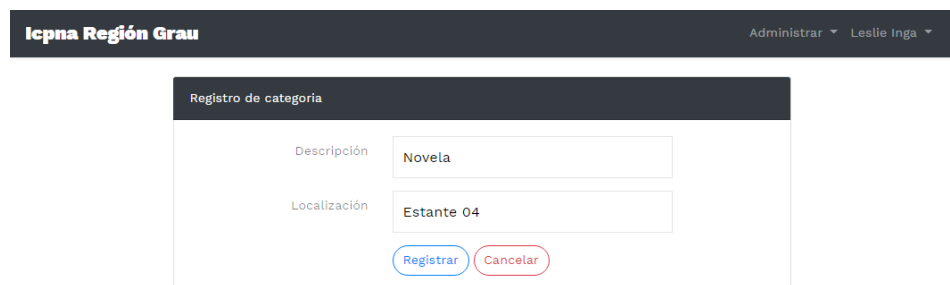 Icpna Región Grau Administrar Leslie Inga
Registro de categoria
Descripción Novela
Localización Estante 04
Registrar Cancelar